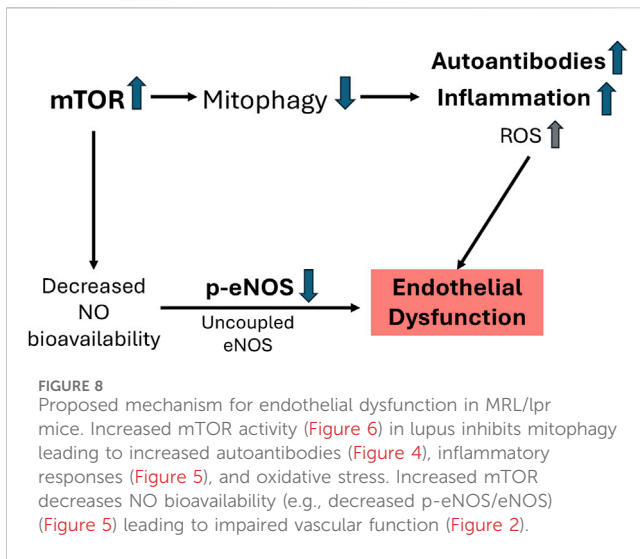 Autoantibodies
mTOR Mitophagy Inflammation
ROS
Decreased
NO
bioavailability
p-eNOS
Uncoupled
eNOS
Endothelial
Dysfunction
FIGURE 8
Proposed mechanism for endothelial dysfunction in MRL/lpr
mice. Increased mTOR activity (Figure 6) in lupus inhibits mitophagy
leading to increased autoantibodies (Figure 4), inflammatory
responses (Figure 5), and oxidative stress. Increased mTOR
decreases NO bioavailability (e.g., decreased p-eNOS/eNOS)
(Figure 5) leading to impaired vascular function (Figure 2).